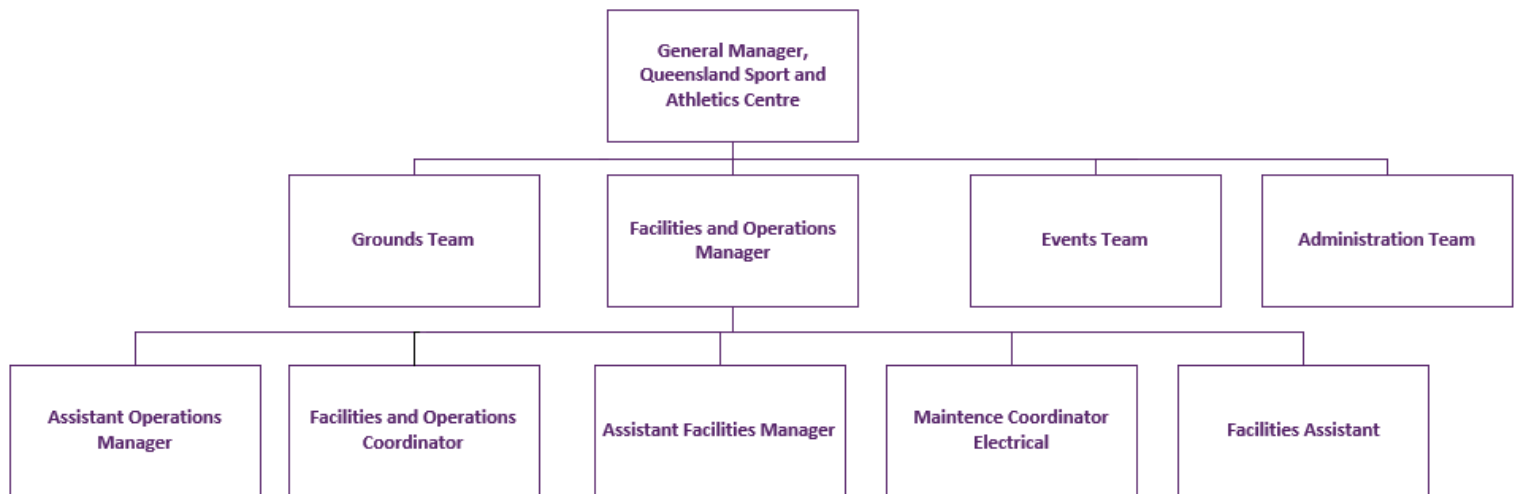 General Manager,
Queensland Sport and
Athletics Centre
Grounds Team
Facilities and Operations
Manager
Events Team
Administration Team
Assistant Operations
Manager
Facilities and Operations
Coordinator
Assistant Facilities Manager
Maintence Coordinator
Electrical
Facilities Assistant